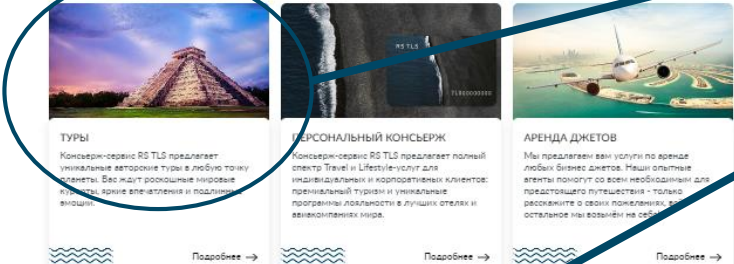 RS TLS
71800000000
ТУРЫ
Консьерж-сервис RS TLS предлагает
уникальные авторские туры в любую точку
планеты. Вас ждут роскошные мировые
курорты, яркие впечатления и подлинные
эмоции.
Подробнее →
ПЕРСОНАЛЬНЫЙ КОНСЬЕРЖ
Консьерж-сервис RS TLS предлагает полный
спектр Travel и Lifestyle-услуг для
индивидуальных и корпоративных клиентов:
премиальный туризм и уникальные
программы лояльности в лучших отелях и
авиакомпаниях мира.
Подробнее →
АРЕНДА ДЖЕТОВ
Мы предлагаем вам услуги по аренде
любых бизнес джетов. Наши опытные
агенты помогут со всем необходимым для
предстоящего путешествия - только
расскажите о своих пожеланиях,
остальное мы возьмём на себя
Подробнее →